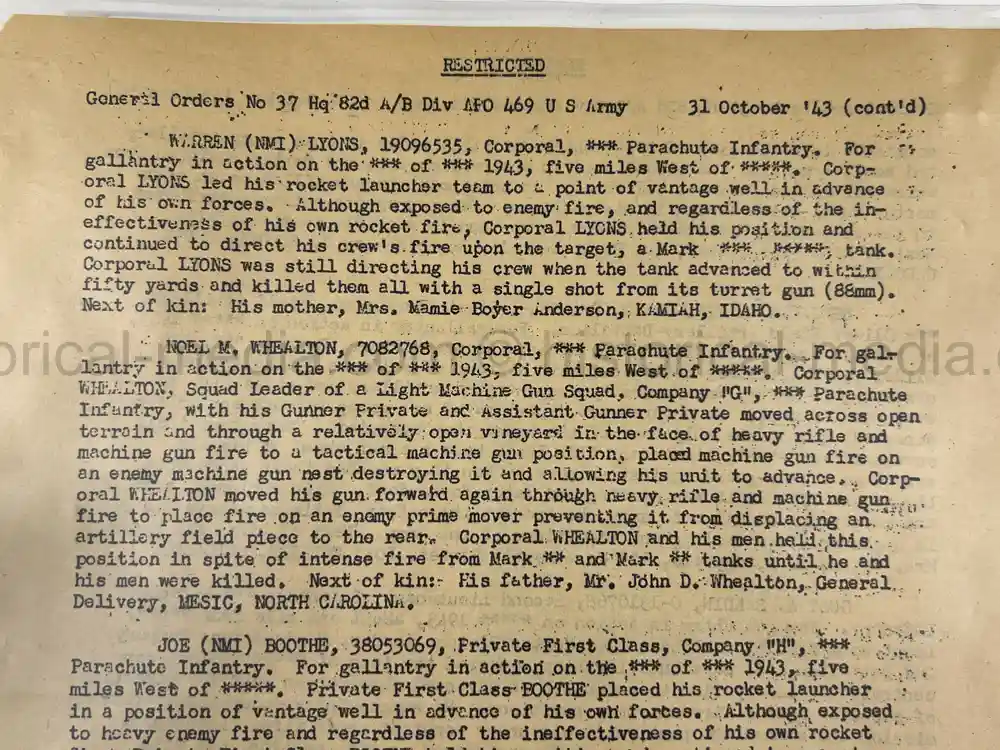 RESTRICTED
General Orders No 37 Hq 82d A/B Div APO 469 U S Army 31 October '43 (cont'd)
WARREN (NMI) LYONS, 19096535, Corporal, *** Parachute Infantry. For
gallantry in action on the *** of *** 1943, five miles West of *****. Corp-
oral LYONS led his rocket launcher team to a point of vantage well in advance
of his own forces. Although exposed to enemy fire, and regardless of the in-
effectiveness of his own rocket fire, Corporal LYONS held his position and
continued to direct his crew's fire upon the target, a Mark *** *****, tank.
Corporal LYONS was still directing his crew when the tank advanced to within
fifty yards and killed them all with a single shot from its turret gun (88mm).
Next of kin: His mother, Mrs. Mamie Boyer Anderson, KAMIAH, IDAHO.
NOEL M. WHEALTON, 7082768, Corporal, *** Parachute Infantry. For gal-
lantry in action on the *** of *** 1943, five miles West of *****. Corporal
WHEALTON, Squad Leader of a Light Machine Gun Squad, Company "G", *** Parachute
Infantry, with his Gunner Private and Assistant Gunner Private moved across open
terrain and through a relatively open vineyard in the face of heavy rifle and
machine gun fire to a tactical machine gun position, placed machine gun fire on
an enemy machine gun nest destroying it and allowing his unit to advance. Corp-
oral WHEALTON moved his gun forward again through heavy rifle and machine gun
fire to place fire on an enemy prime mover preventing it from displacing an
artillery field piece to the rear. Corporal WHEALTON and his men held this
position in spite of intense fire from Mark ** and Mark ** tanks until he and
his men were killed. Next of kin:- His father, Mr. John D. Whealton, General
Delivery, MESIC, NORTH CAROLINA.
JOE (NMI) BOOTHE, 38053069, Private First Class, Company "H", ***
Parachute Infantry. For gallantry in action on the *** of *** 1943, five
miles West of *****. Private First Class BOOTHE placed his rocket launcher
in a position of vantage well in advance of his own forces. Although exposed
to heavy enemy fire and regardless of the ineffectiveness of his own rocket